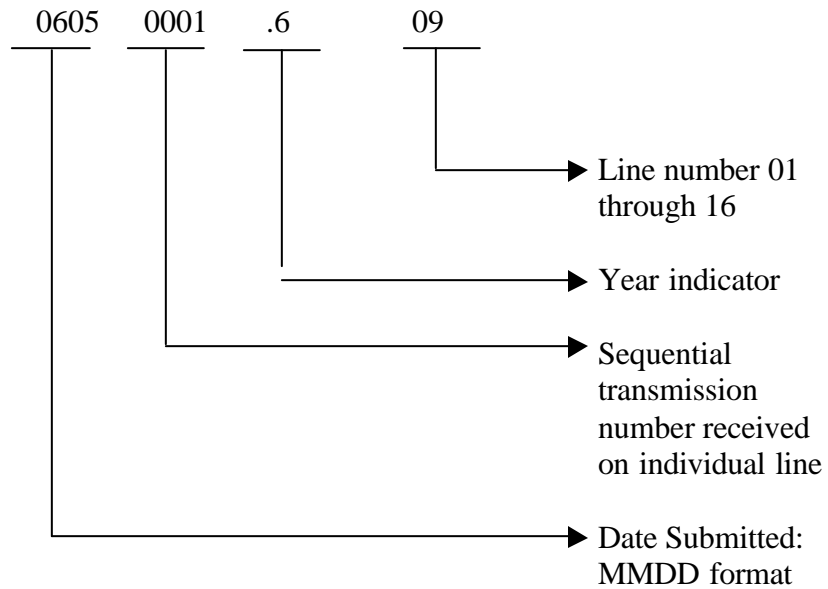 0605 0001 .6 09
Line number 01
through 16
Year indicator
Sequential
transmission
number received
on individual line
Date Submitted:
MMDD format